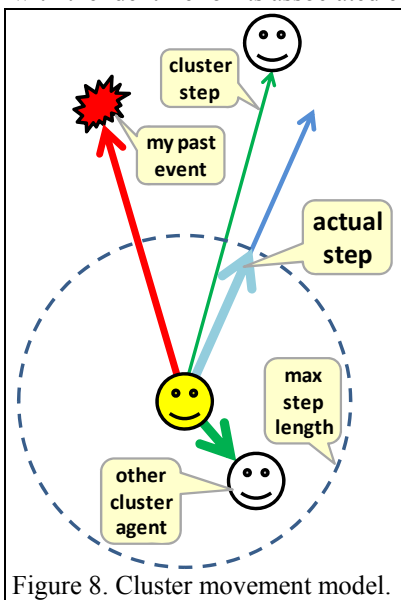 cluster
step
my past
event
actual
step
max
step
length
other
cluster
agent
Figure 8. Cluster movement model.